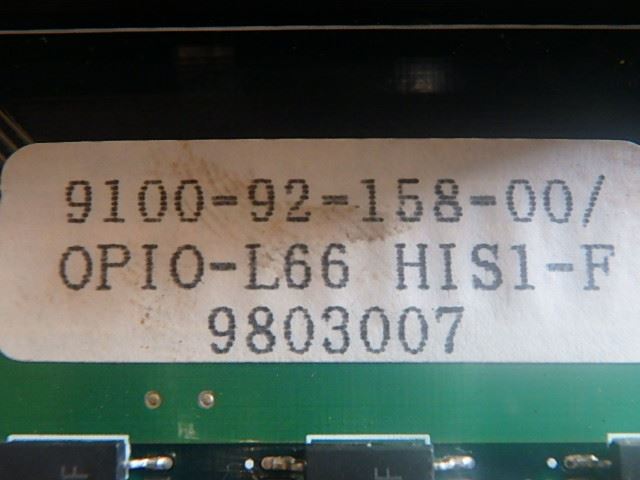 9100-92-158-00/
OPIO-L66 HIS1-F
9803007
F
F